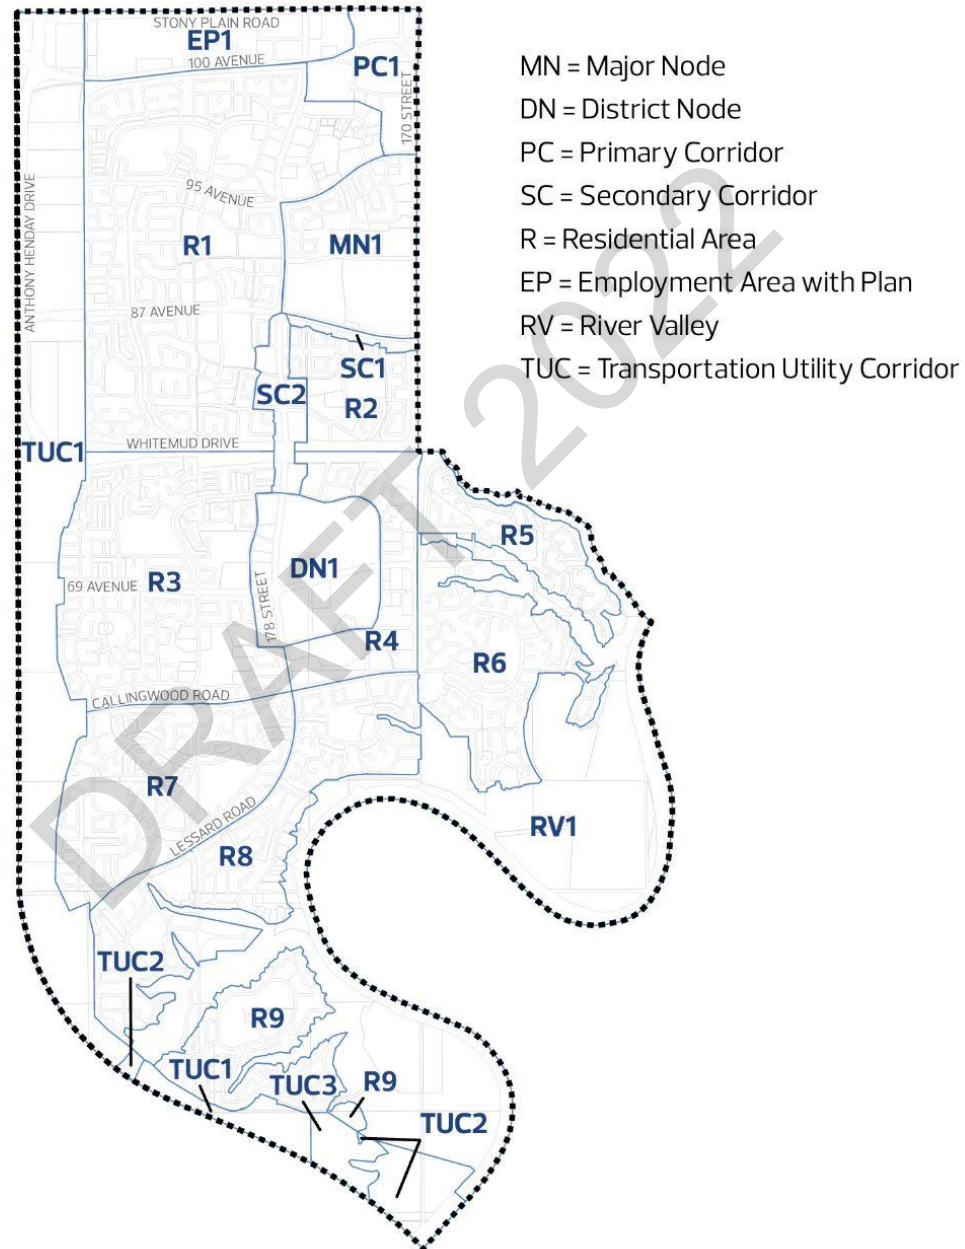 STONY PLAIN ROAD
EP1
100 AVENUE
PC1
170 STREET
MN = Major Node
DN = District Node
PC = Primary Corridor
SC = Secondary Corridor
R = Residential Area
EP = Employment Area with Plan
RV = River Valley
TUC = Transportation Utility Corridor
ANTHONY HENDAY DRIVE
95 AVENUE
R1
MN1
87 AVENUE
SC1
SC2
R2
WHITEMUD DRIVE
TUC1
R5
DN1
69 AVENUE
R3
178 STREET
R4
R6
CALLINGWOOD ROAD
R7
LESSARD ROAD
RV1
R8
TUC2
R9
TUC1
TUC3
R9
TUC2
DRAFT 2022